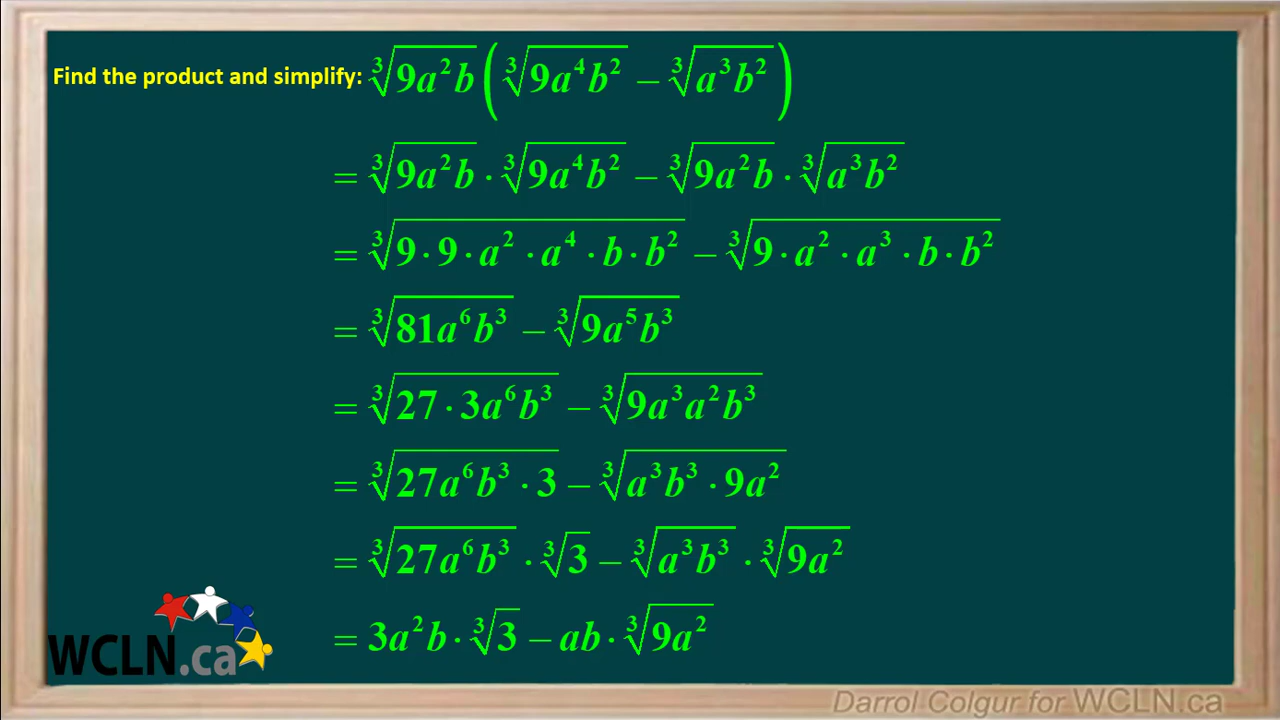 Find the product and simplify: ∛(9a²b) ( ∛(9a⁴b²) − ∛(a³b²) )
= ∛(9a²b) · ∛(9a⁴b²) − ∛(9a²b) · ∛(a³b²)
= ∛(9 · 9 · a² · a⁴ · b · b²) − ∛(9 · a² · a³ · b · b²)
= ∛(81a⁶b³) − ∛(9a⁵b³)
= ∛(27 · 3a⁶b³) − ∛(9a³a²b³)
= ∛(27a⁶b³ · 3) − ∛(a³b³ · 9a²)
= ∛(27a⁶b³) · ∛3 − ∛(a³b³) · ∛(9a²)
= 3a²b · ∛3 − ab · ∛(9a²)
WCLN.ca
Darrol Colgur for WCLN.ca